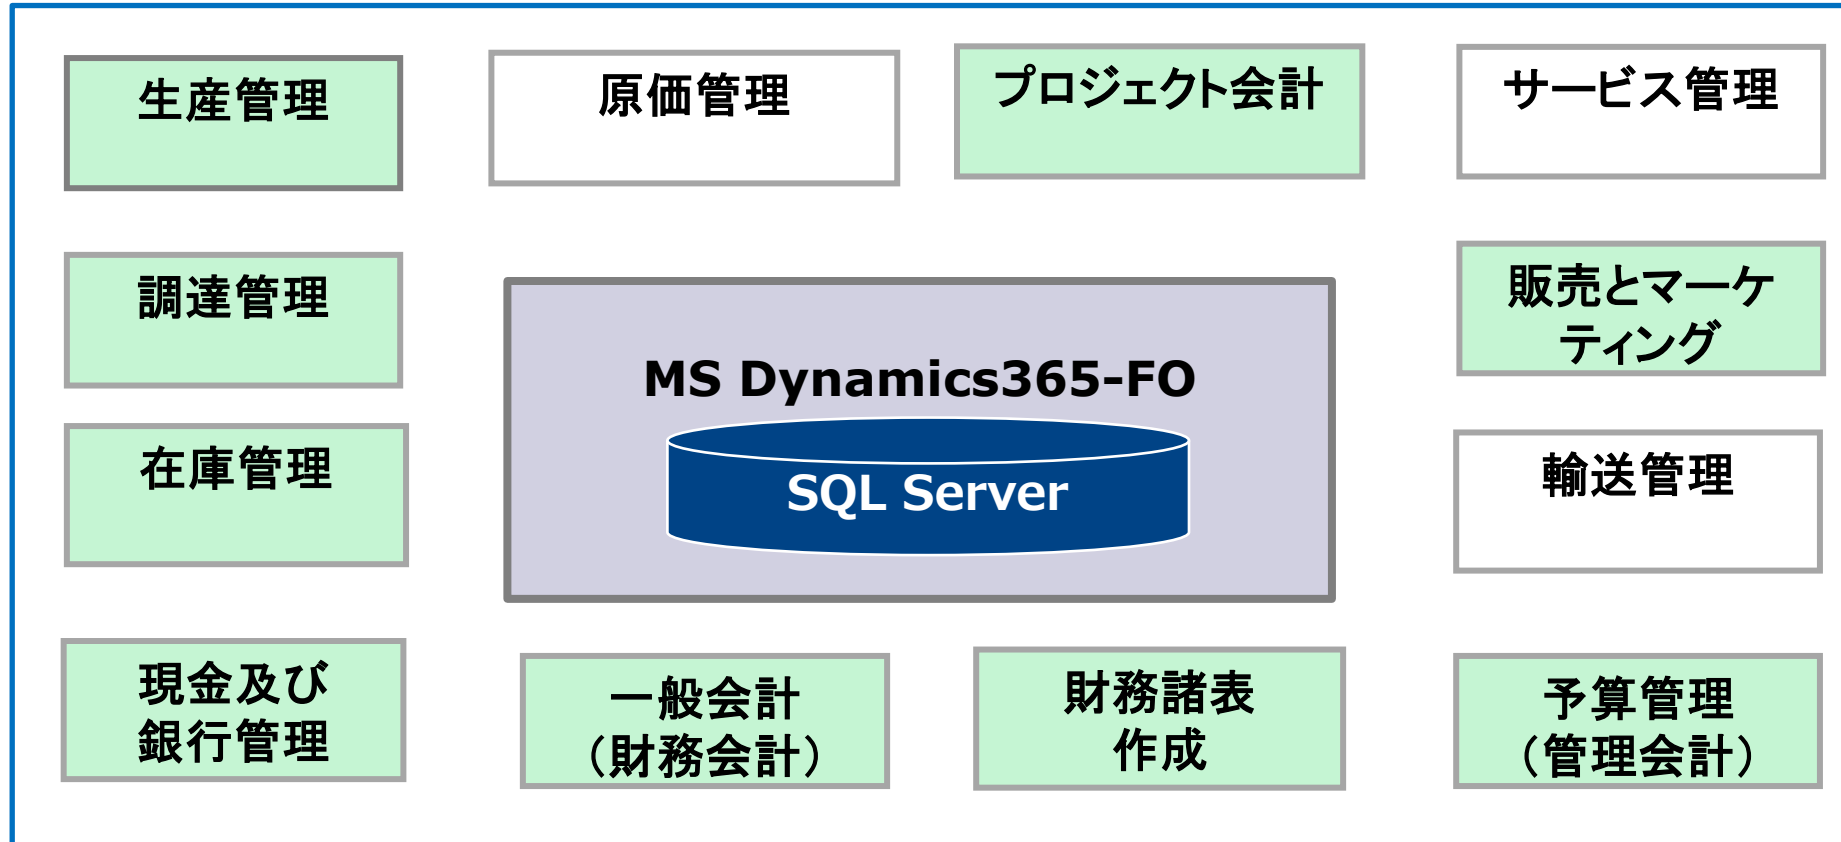 生産管理
原価管理
プロジェクト会計
サービス管理
調達管理
販売とマーケ
ティング
MS Dynamics365-FO
SQL Server
在庫管理
輸送管理
現金及び
銀行管理
一般会計
（財務会計）
財務諸表
作成
予算管理
（管理会計）